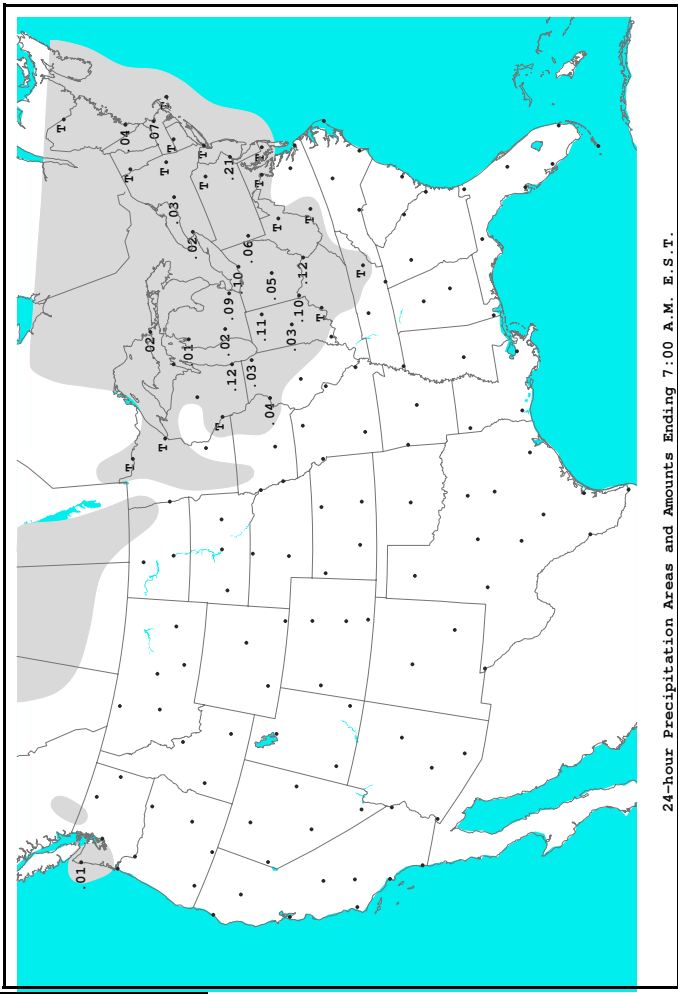 T
.01
.04
T
T
.02
.07
T
T
T
T
.03
.01
.02
T
T
T
.02
.09
.21
.12
.10
.06
.03
T
T
.11
.04
.05
T
.03
.10
.12
T
T
T
24-hour Precipitation Areas and Amounts Ending 7:00 A.M. E.S.T.